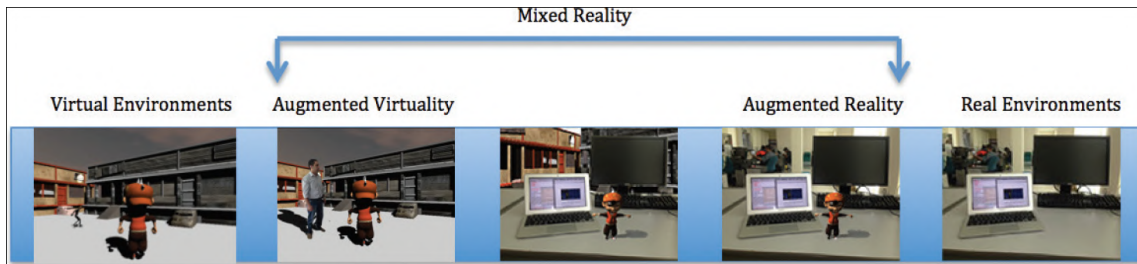 Mixed Reality
Virtual Environments
Augmented Virtuality
Augmented Reality
Real Environments